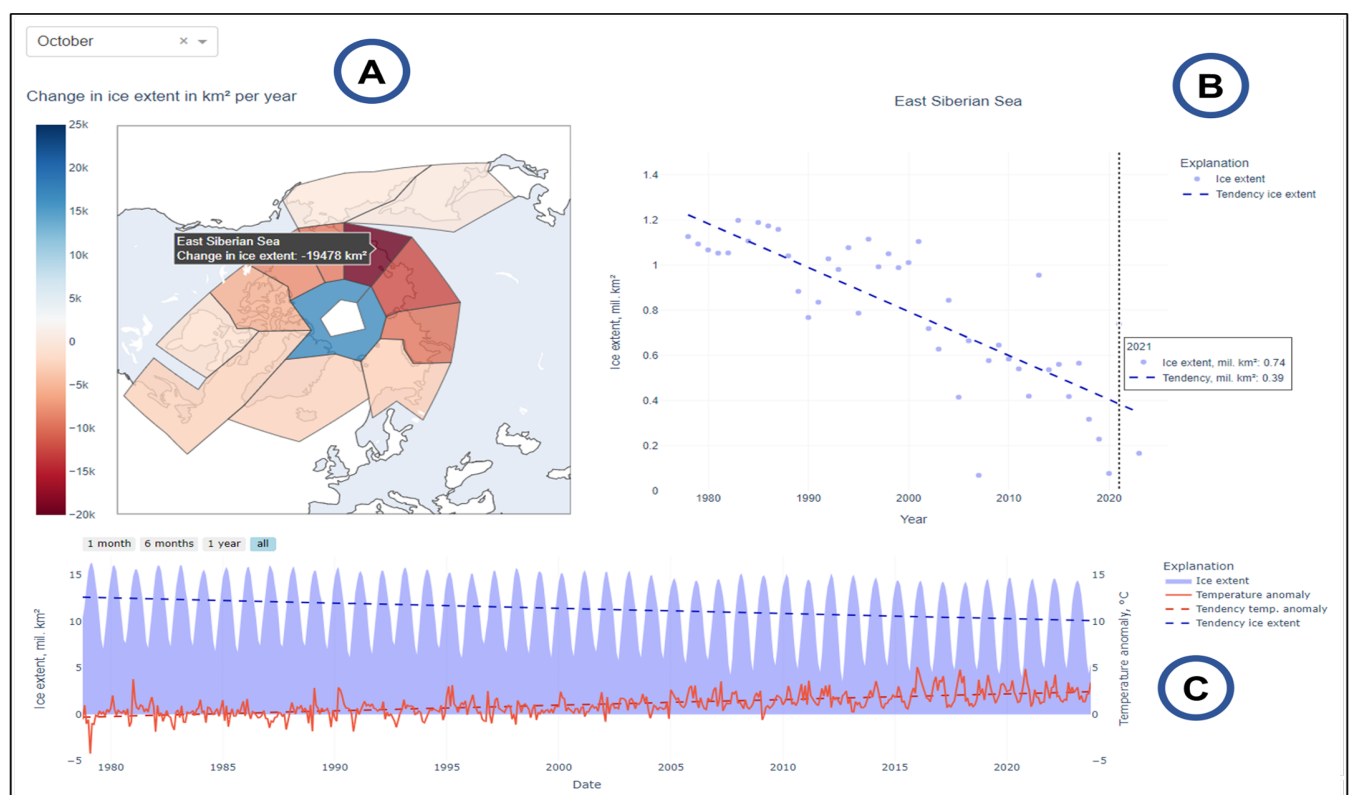 October
A
Change in ice extent in km² per year
25k
20k
15k
10k
5k
0
−5k
−10k
−15k
−20k
East Siberian Sea
Change in ice extent: -19478 km²
B
East Siberian Sea
Ice extent, mil. km²
1.4
1.2
1
0.8
0.6
0.4
0.2
0
1980
1990
2000
2010
2020
Year
Explanation
Ice extent
Tendency ice extent
2021
Ice extent, mil. km²: 0.74
Tendency, mil. km²: 0.39
1 month
6 months
1 year
all
Ice extent, mil. km²
15
10
5
0
−5
1980
1985
1990
1995
2000
2005
2010
2015
2020
Date
15
10
5
0
−5
Temperature anomaly, °C
Explanation
Ice extent
Temperature anomaly
Tendency temp. anomaly
Tendency ice extent
C